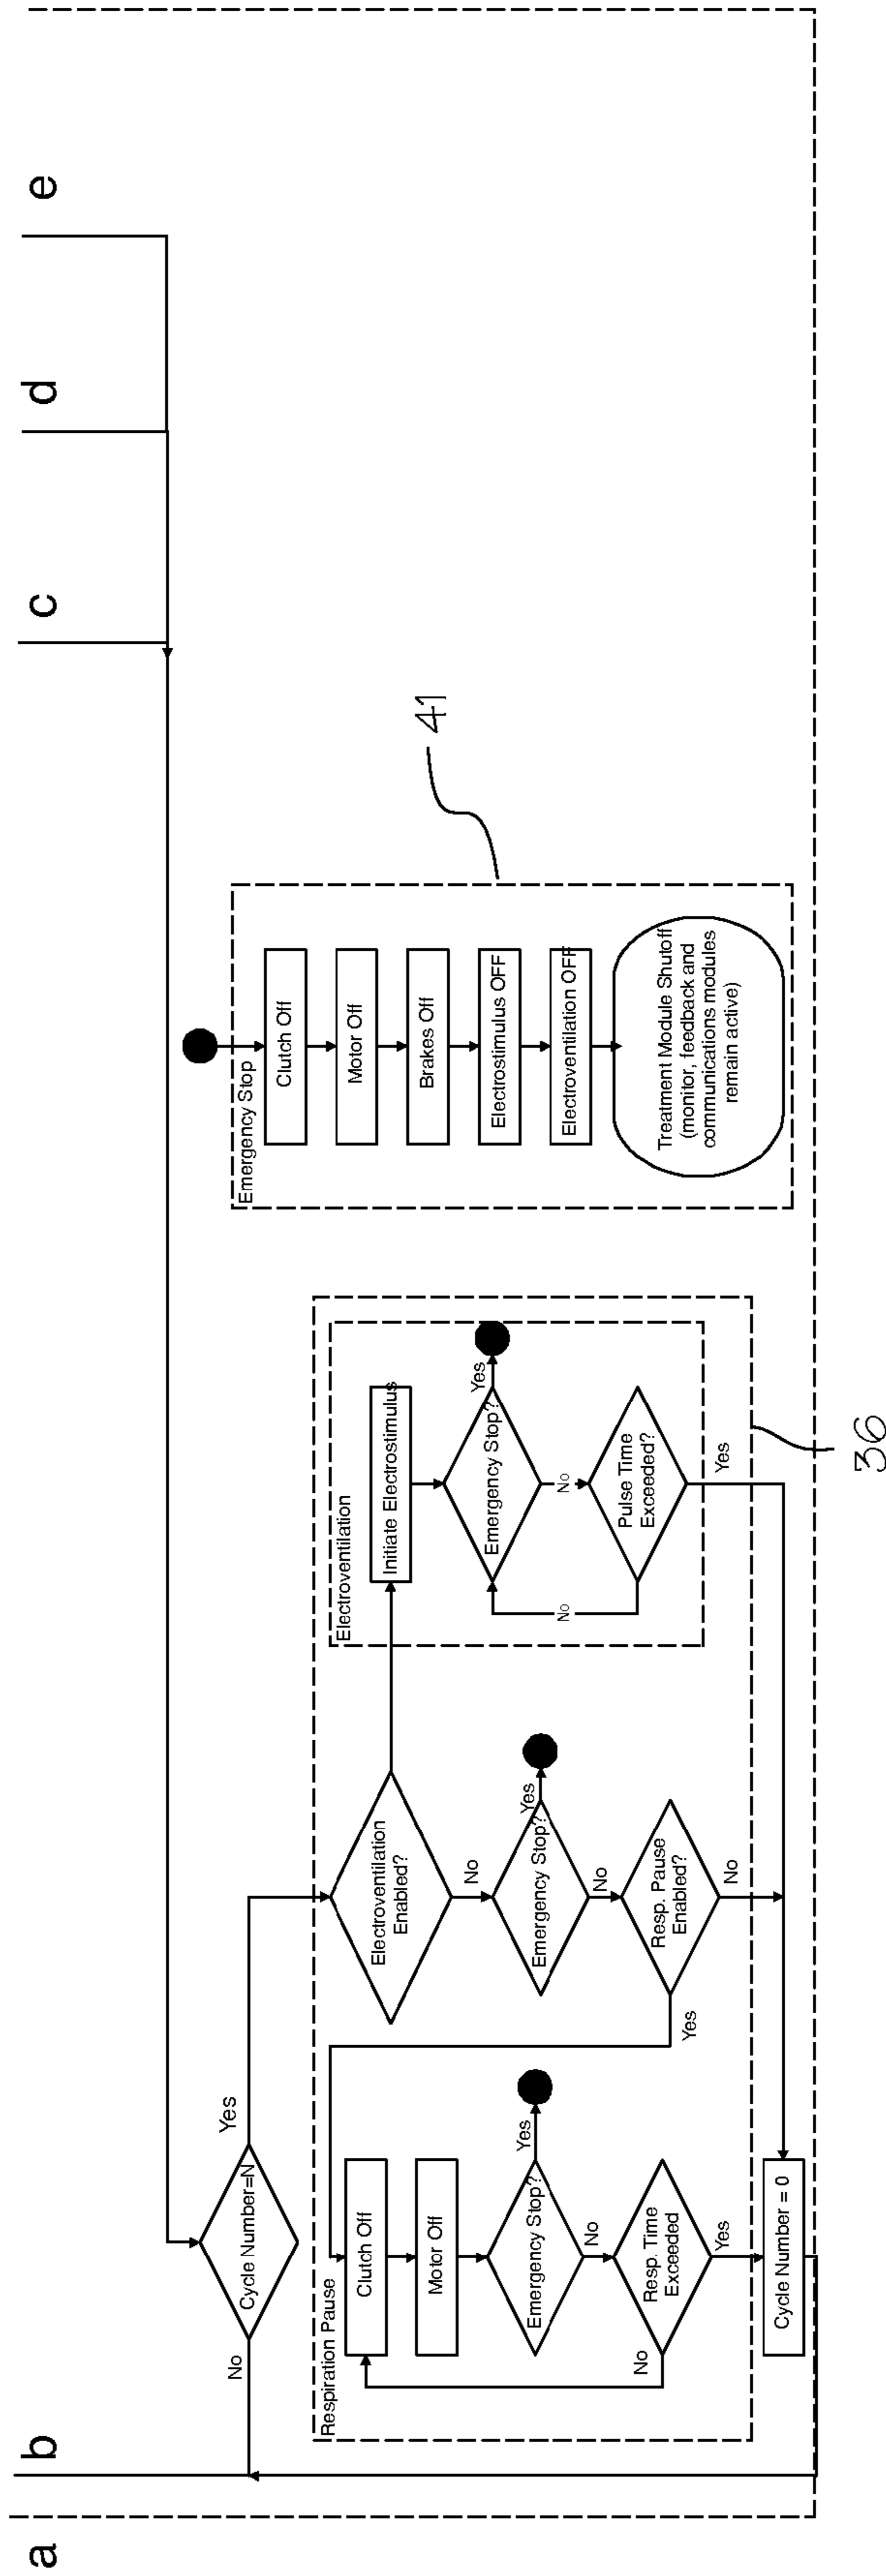 a
b
c
d
e
No
Cycle Number=N
Yes
Respiration Pause
Clutch Off
Motor Off
Emergency Stop?
Yes
No
Resp. Time
Exceeded
No
Yes
Cycle Number = 0
Electroventilation
Enabled?
No
Emergency Stop?
Yes
No
Resp. Pause
Enabled?
Yes
No
Electroventilation
Initiate Electrostimulus
Emergency Stop?
Yes
No
Pulse Time
Exceeded?
No
Yes
36
Emergency Stop
Clutch Off
Motor Off
Brakes Off
Electrostimulus OFF
Electroventilation OFF
Treatment Module Shutoff
(monitor, feedback and
communications modules
remain active)
41